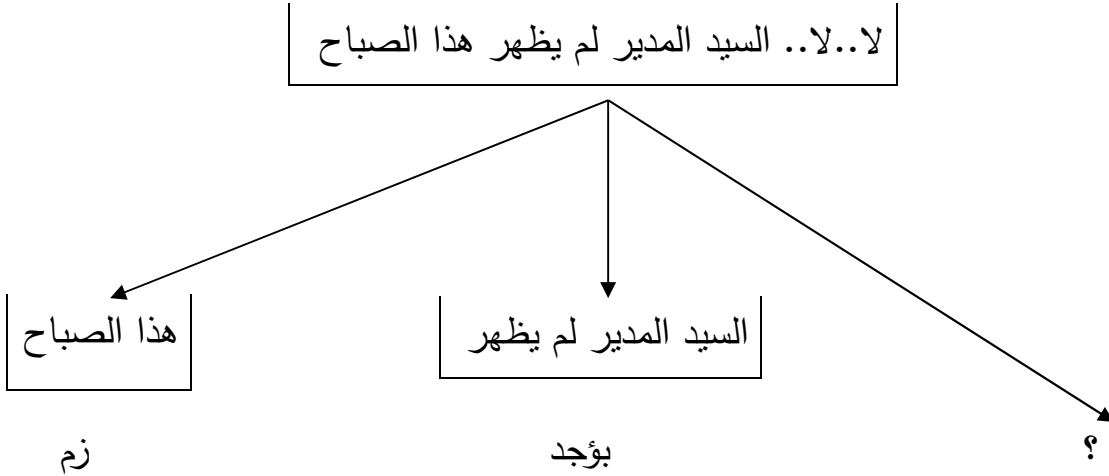 لا..لا.. السيد المدير لم يظهر هذا الصباح
السيد المدير لم يظهر
هذا الصباح
؟
بؤجد
زم